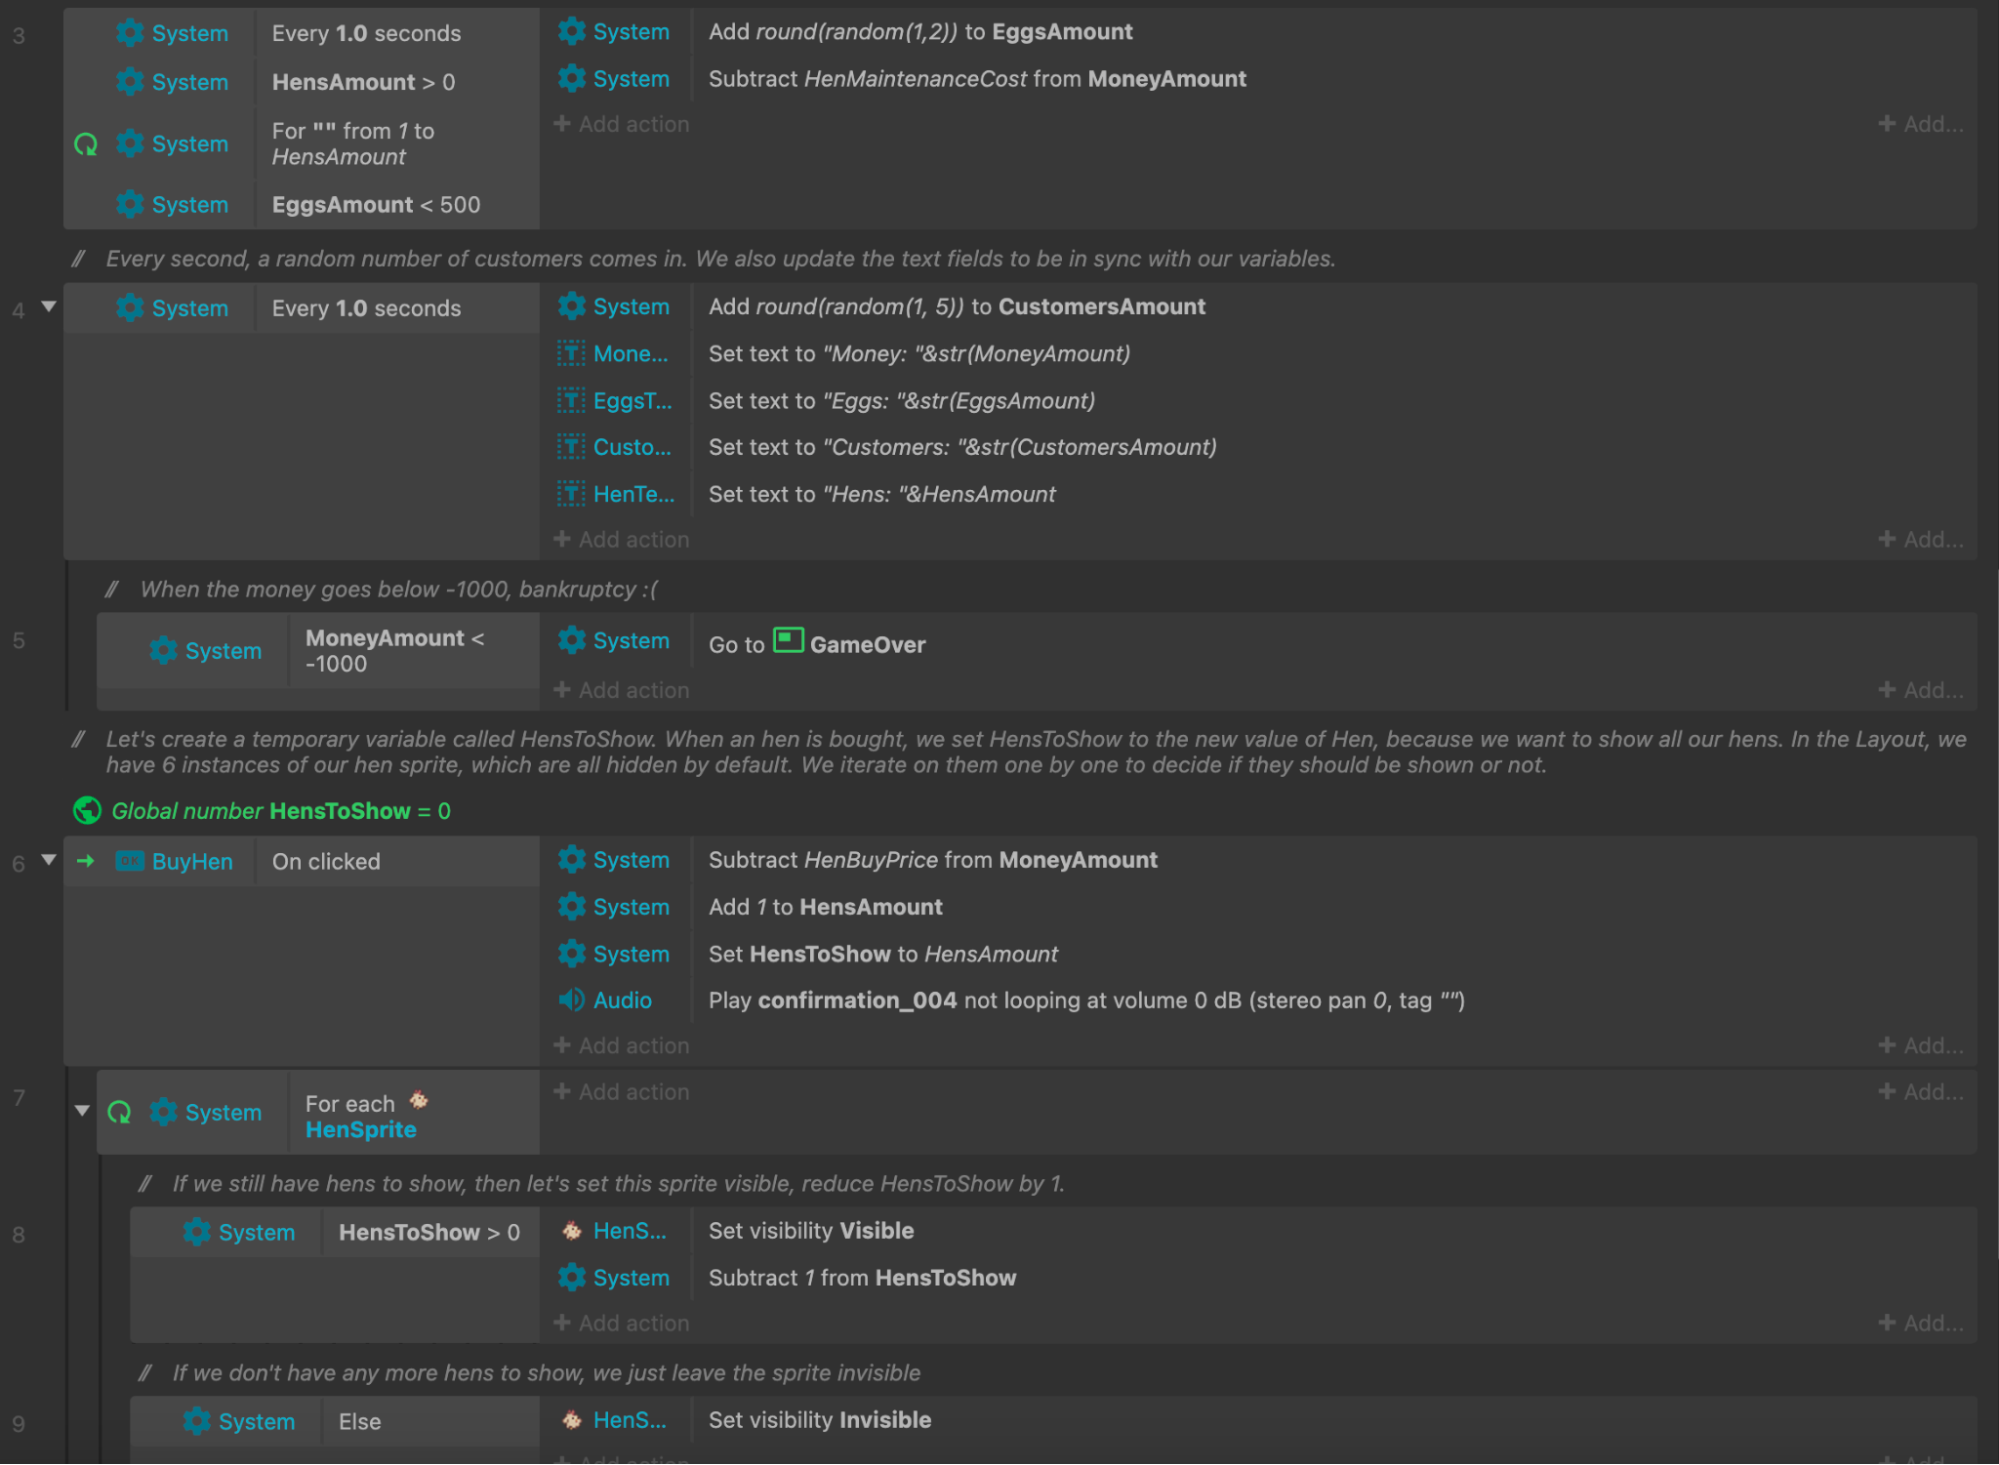 3
System Every 1.0 seconds System Add round(random(1,2)) to EggsAmount
System HensAmount > 0 System Subtract HenMaintenanceCost from MoneyAmount
System For "" from 1 to
HensAmount
+ Add action + Add...
System EggsAmount < 500
// Every second, a random number of customers comes in. We also update the text fields to be in sync with our variables.
4 System Every 1.0 seconds System Add round(random(1, 5)) to CustomersAmount
Mone... Set text to "Money: "&str(MoneyAmount)
EggsT... Set text to "Eggs: "&str(EggsAmount)
Custo... Set text to "Customers: "&str(CustomersAmount)
HenTe... Set text to "Hens: "&HensAmount
+ Add action + Add...
// When the money goes below -1000, bankruptcy :(
5 System MoneyAmount <
-1000
System Go to GameOver
+ Add action + Add...
// Let's create a temporary variable called HensToShow. When an hen is bought, we set HensToShow to the new value of Hen, because we want to show all our hens. In the Layout, we
have 6 instances of our hen sprite, which are all hidden by default. We iterate on them one by one to decide if they should be shown or not.
Global number HensToShow = 0
6 OK BuyHen On clicked System Subtract HenBuyPrice from MoneyAmount
System Add 1 to HensAmount
System Set HensToShow to HensAmount
Audio Play confirmation_004 not looping at volume 0 dB (stereo pan 0, tag "")
+ Add action + Add...
7 System For each
HenSprite
+ Add action + Add...
// If we still have hens to show, then let's set this sprite visible, reduce HensToShow by 1.
8 System HensToShow > 0 HenS... Set visibility Visible
System Subtract 1 from HensToShow
+ Add action + Add...
// If we don't have any more hens to show, we just leave the sprite invisible
9 System Else HenS... Set visibility Invisible
+ Add action + Add...